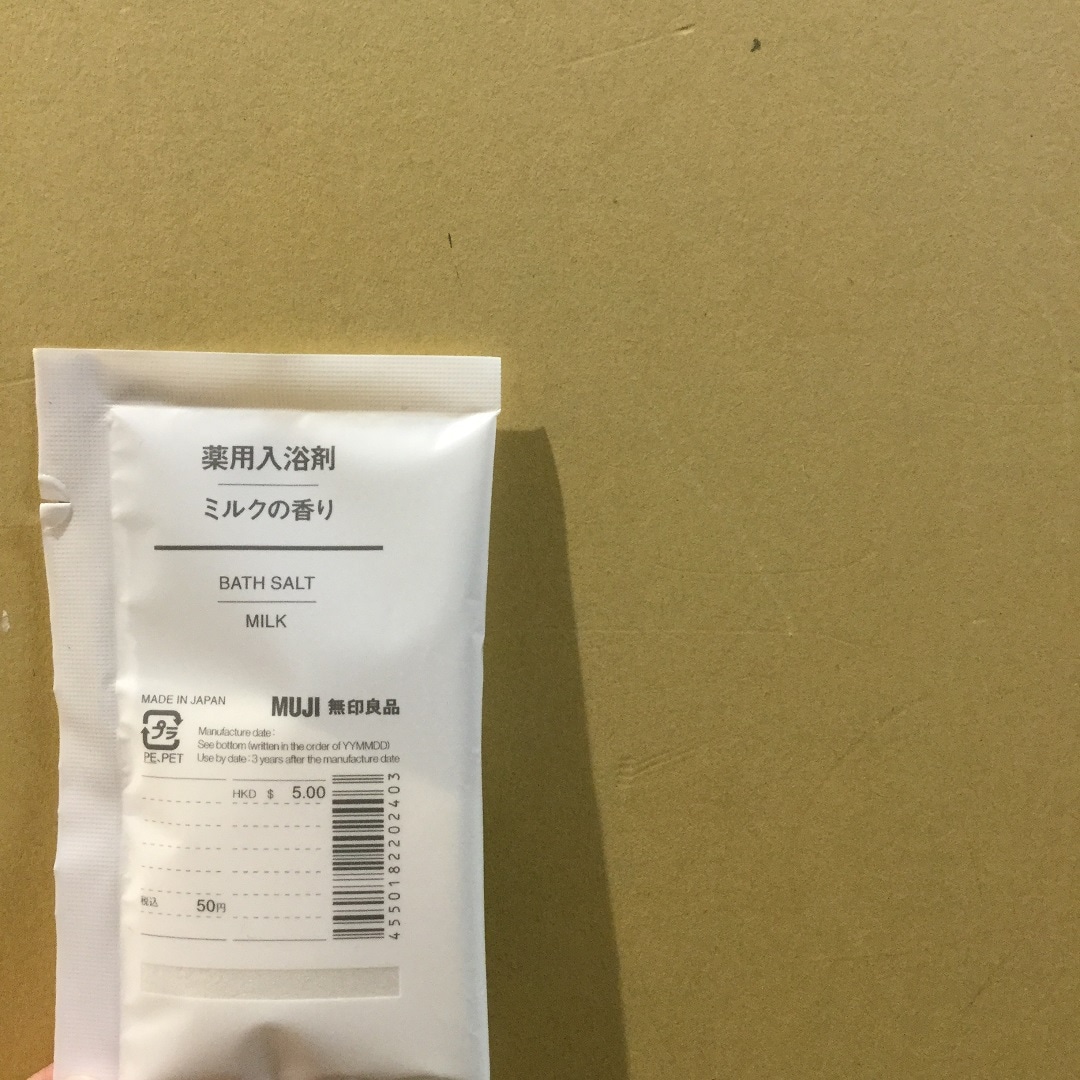 薬用入浴剤
ミルクの香り
BATH SALT
MILK
MADE IN JAPAN
MUJI 無印良品
プラ
PE、PET
Manufacture date :
See bottom (written in the order of YYMMDD)
Use by date : 3 years after the manufacture date
HKD $ 5.00
税込 50円
4550182202403